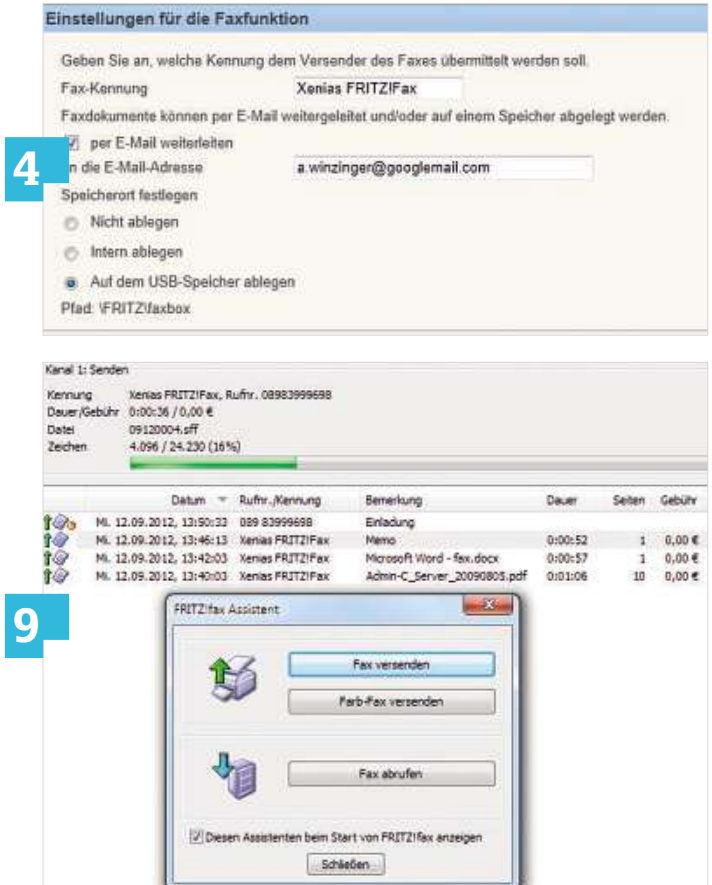 Einstellungen für die Faxfunktion
Geben Sie an, welche Kennung dem Versender des Faxes übermittelt werden soll.
Fax-Kennung Xenias FRITZ!Fax
Faxdokumente können per E-Mail weitergeleitet und/oder auf einem Speicher abgelegt werden.
per E-Mail weiterleiten
4
n die E-Mail-Adresse a.winzinger@googlemail.com
Speicherort festlegen
Nicht ablegen
Intern ablegen
Auf dem USB-Speicher ablegen
Pfad: \FRITZ\faxbox
Kanal 1: Senden
Kennung Xenias FRITZ!Fax, Rufnr. 08983999698
Dauer/Gebühr 0:00:36 / 0,00 €
Datei 09120004.sff
Zeichen 4.096 / 24.230 (16%)
Datum Rufnr./Kennung Bemerkung Dauer Seiten Gebühr
Mi. 12.09.2012, 13:50:33 089 83999698 Einladung
Mi. 12.09.2012, 13:46:13 Xenias FRITZ!Fax Memo 0:00:52 1 0,00 €
Mi. 12.09.2012, 13:42:03 Xenias FRITZ!Fax Microsoft Word - fax.docx 0:00:57 1 0,00 €
Mi. 12.09.2012, 13:40:03 Xenias FRITZ!Fax Admin-C_Server_20090805.pdf 0:01:06 10 0,00 €
9
FRITZ!fax Assistent
Fax versenden
Farb-Fax versenden
Fax abrufen
Diesen Assistenten beim Start von FRITZ!fax anzeigen
Schließen